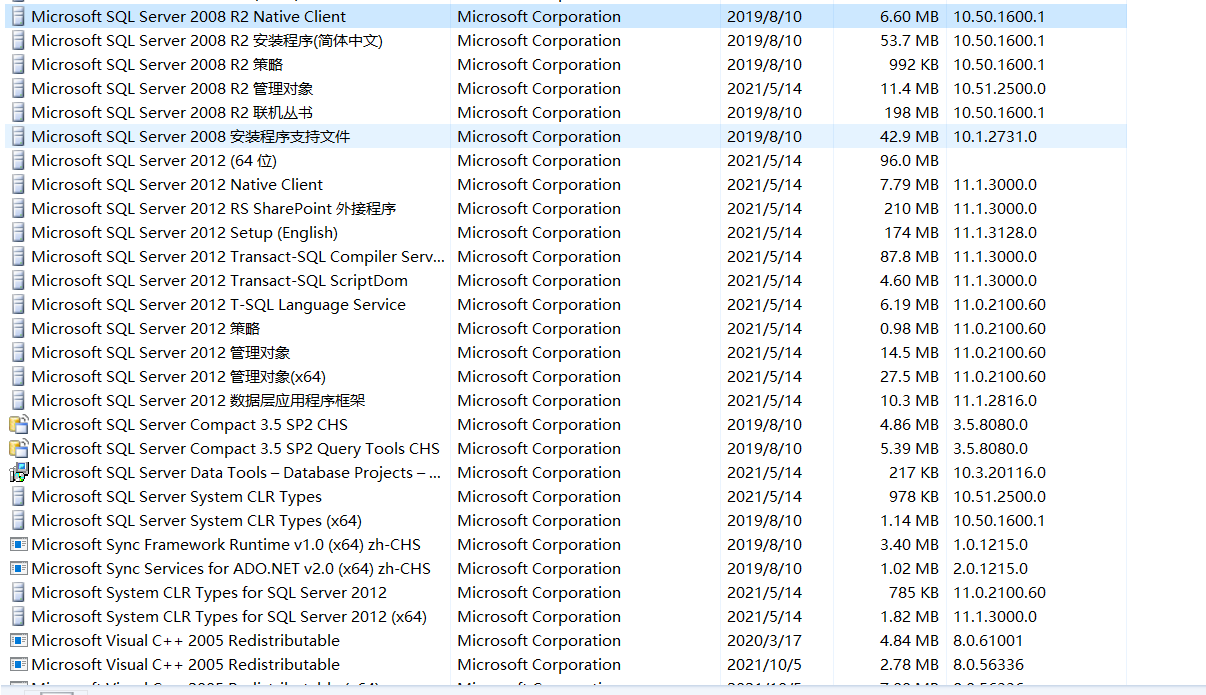 Microsoft SQL Server 2008 R2 Native Client Microsoft Corporation 2019/8/10 6.60 MB 10.50.1600.1
Microsoft SQL Server 2008 R2 安装程序(简体中文) Microsoft Corporation 2019/8/10 53.7 MB 10.50.1600.1
Microsoft SQL Server 2008 R2 策略 Microsoft Corporation 2019/8/10 992 KB 10.50.1600.1
Microsoft SQL Server 2008 R2 管理对象 Microsoft Corporation 2021/5/14 11.4 MB 10.51.2500.0
Microsoft SQL Server 2008 R2 联机丛书 Microsoft Corporation 2019/8/10 198 MB 10.50.1600.1
Microsoft SQL Server 2008 安装程序支持文件 Microsoft Corporation 2019/8/10 42.9 MB 10.1.2731.0
Microsoft SQL Server 2012 (64 位) Microsoft Corporation 2021/5/14 96.0 MB
Microsoft SQL Server 2012 Native Client Microsoft Corporation 2021/5/14 7.79 MB 11.1.3000.0
Microsoft SQL Server 2012 RS SharePoint 外接程序 Microsoft Corporation 2021/5/14 210 MB 11.1.3000.0
Microsoft SQL Server 2012 Setup (English) Microsoft Corporation 2021/5/14 174 MB 11.1.3128.0
Microsoft SQL Server 2012 Transact-SQL Compiler Serv... Microsoft Corporation 2021/5/14 87.8 MB 11.1.3000.0
Microsoft SQL Server 2012 Transact-SQL ScriptDom Microsoft Corporation 2021/5/14 4.60 MB 11.1.3000.0
Microsoft SQL Server 2012 T-SQL Language Service Microsoft Corporation 2021/5/14 6.19 MB 11.0.2100.60
Microsoft SQL Server 2012 策略 Microsoft Corporation 2021/5/14 0.98 MB 11.0.2100.60
Microsoft SQL Server 2012 管理对象 Microsoft Corporation 2021/5/14 14.5 MB 11.0.2100.60
Microsoft SQL Server 2012 管理对象(x64) Microsoft Corporation 2021/5/14 27.5 MB 11.0.2100.60
Microsoft SQL Server 2012 数据层应用程序框架 Microsoft Corporation 2021/5/14 10.3 MB 11.1.2816.0
Microsoft SQL Server Compact 3.5 SP2 CHS Microsoft Corporation 2019/8/10 4.86 MB 3.5.8080.0
Microsoft SQL Server Compact 3.5 SP2 Query Tools CHS Microsoft Corporation 2019/8/10 5.39 MB 3.5.8080.0
Microsoft SQL Server Data Tools – Database Projects – ... Microsoft Corporation 2021/5/14 217 KB 10.3.20116.0
Microsoft SQL Server System CLR Types Microsoft Corporation 2021/5/14 978 KB 10.51.2500.0
Microsoft SQL Server System CLR Types (x64) Microsoft Corporation 2019/8/10 1.14 MB 10.50.1600.1
Microsoft Sync Framework Runtime v1.0 (x64) zh-CHS Microsoft Corporation 2019/8/10 3.40 MB 1.0.1215.0
Microsoft Sync Services for ADO.NET v2.0 (x64) zh-CHS Microsoft Corporation 2019/8/10 1.02 MB 2.0.1215.0
Microsoft System CLR Types for SQL Server 2012 Microsoft Corporation 2021/5/14 785 KB 11.0.2100.60
Microsoft System CLR Types for SQL Server 2012 (x64) Microsoft Corporation 2021/5/14 1.82 MB 11.1.3000.0
Microsoft Visual C++ 2005 Redistributable Microsoft Corporation 2020/3/17 4.84 MB 8.0.61001
Microsoft Visual C++ 2005 Redistributable Microsoft Corporation 2021/10/5 2.78 MB 8.0.56336